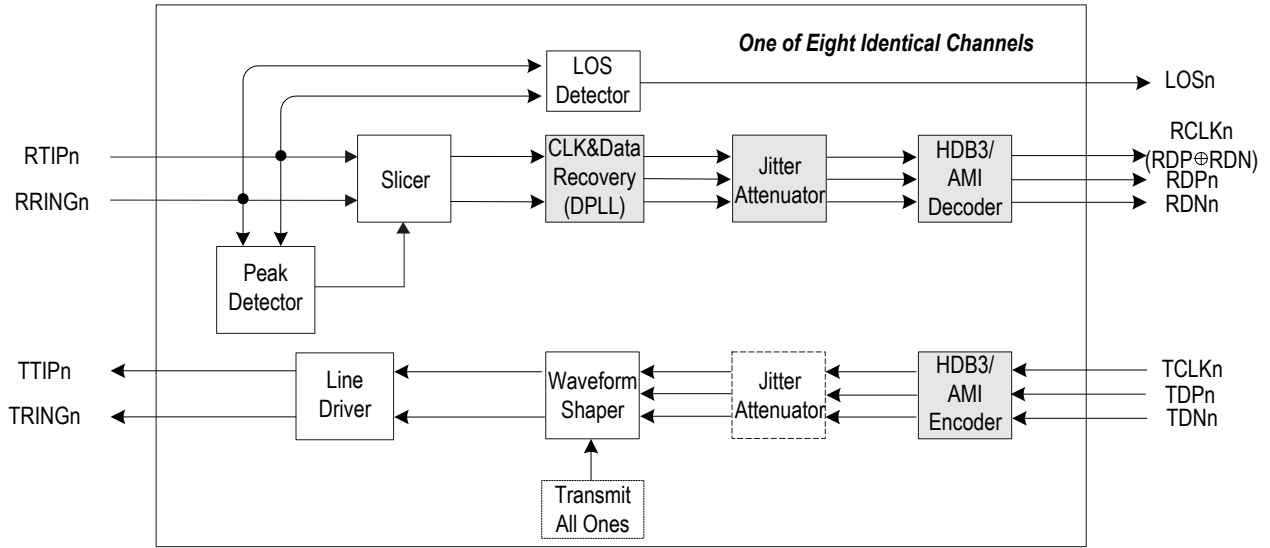 One of Eight Identical Channels
LOS
Detector
LOSn
RTIPn
RRINGn
Slicer
CLK&Data
Recovery
(DPLL)
Jitter
Attenuator
HDB3/
AMI
Decoder
RCLKn
(RDP⊕RDN)
RDPn
RDNn
Peak
Detector
TTIPn
TRINGn
Line
Driver
Waveform
Shaper
Jitter
Attenuator
HDB3/
AMI
Encoder
TCLKn
TDPn
TDNn
Transmit
All Ones